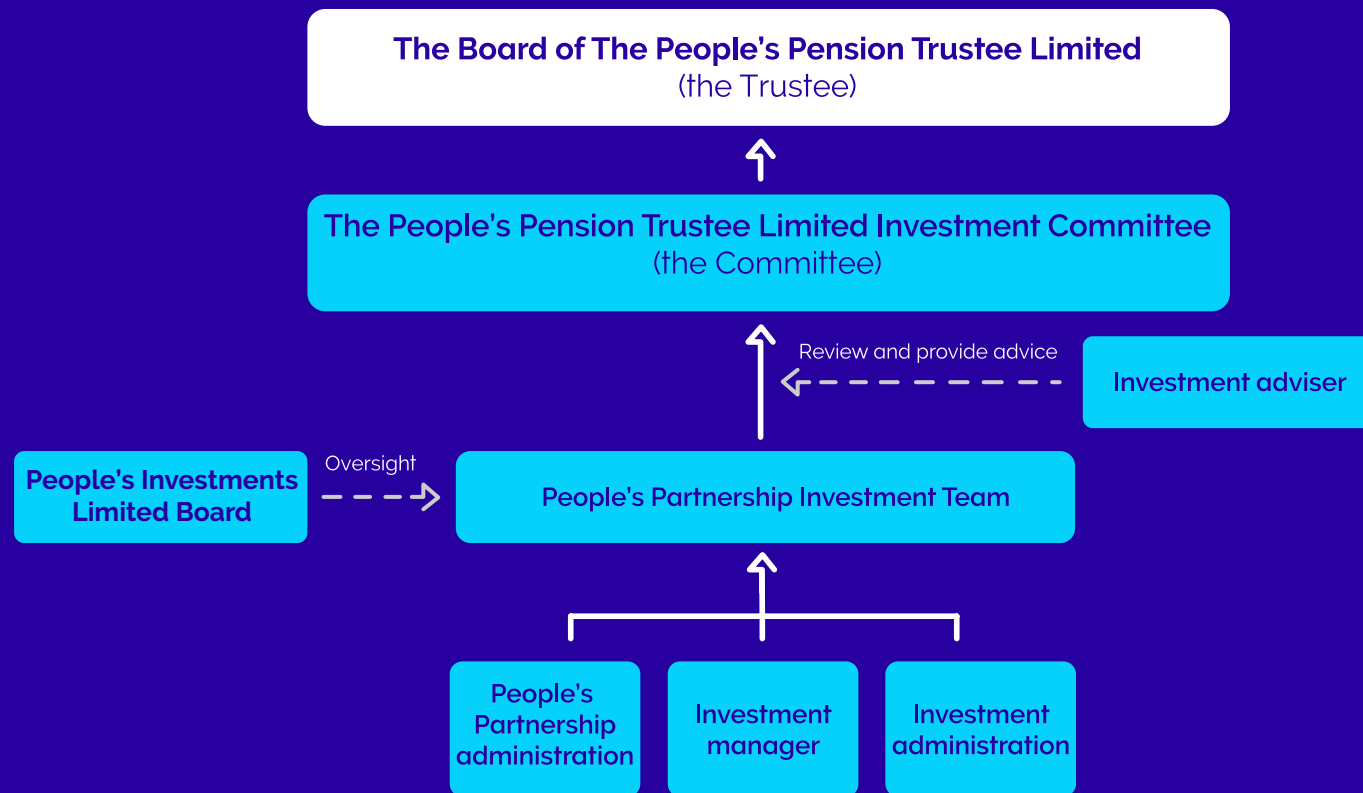 The Board of The People’s Pension Trustee Limited
(the Trustee)
The People’s Pension Trustee Limited Investment Committee
(the Committee)
Review and provide advice
Investment adviser
Oversight
People’s Investments
Limited Board
People’s Partnership Investment Team
People’s
Partnership
administration
Investment
manager
Investment
administration